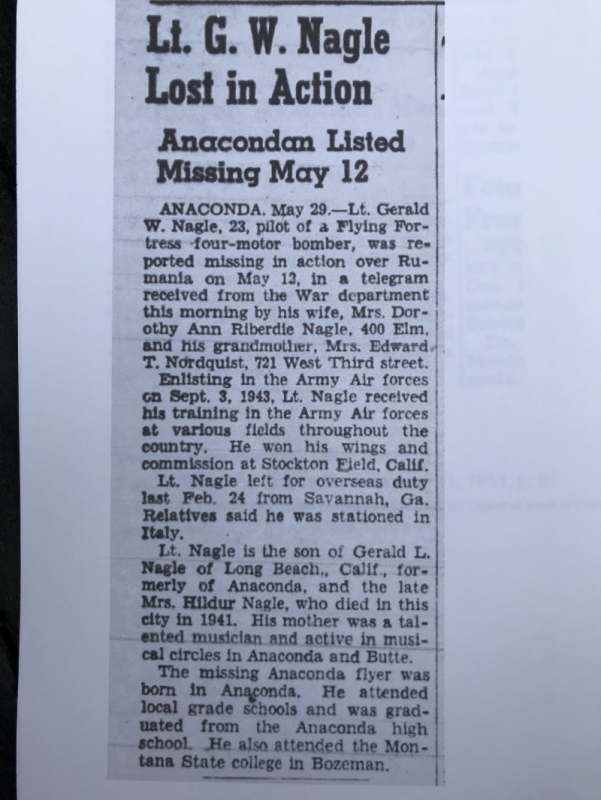 Lt. G. W. Nagle
Lost in Action
Anacondan Listed
Missing May 12
ANACONDA, May 29.—Lt. Gerald
W. Nagle, 23, pilot of a Flying For-
tress four-motor bomber, was re-
ported missing in action over Ru-
mania on May 12, in a telegram
received from the War department
this morning by his wife, Mrs. Dor-
othy Ann Riberdie Nagle, 400 Elm,
and his grandmother, Mrs. Edward
T. Nordquist, 721 West Third street.
Enlisting in the Army Air forces
on Sept. 3, 1943, Lt. Nagle received
his training in the Army Air forces
at various fields throughout the
country. He won his wings and
commission at Stockton Field, Calif.
Lt. Nagle left for overseas duty
last Feb. 24 from Savannah, Ga.
Relatives said he was stationed in
Italy.
Lt. Nagle is the son of Gerald L.
Nagle of Long Beach,, Calif., for-
merly of Anaconda, and the late
Mrs. Hildur Nagle, who died in this
city in 1941. His mother was a tal-
ented musician and active in musi-
cal circles in Anaconda and Butte.
The missing Anaconda flyer was
born in Anaconda. He attended
local grade schools and was grad-
uated from the Anaconda high
school. He also attended the Mon-
tana State college in Bozeman.